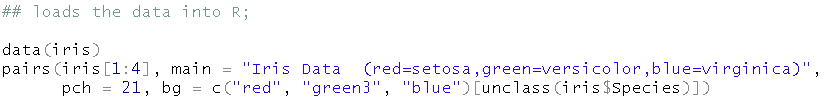 ## loads the data into R;

data(iris)
pairs(iris[1:4], main = "Iris Data  (red=setosa,green=versicolor,blue=virginica)",
      pch = 21, bg = c("red", "green3", "blue")[unclass(iris$Species)])